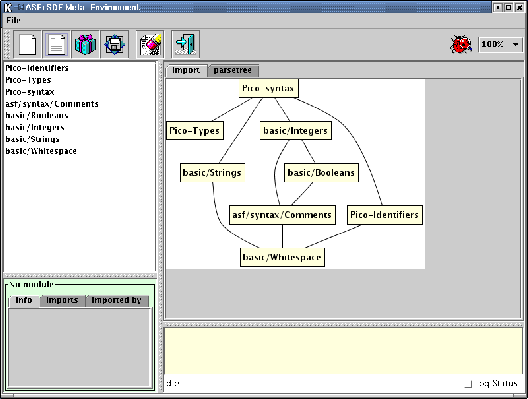 ASF+SDF Meta-Environment
File
100%
Pico-Identifiers
Pico-Types
Pico-syntax
asf/syntax/Comments
basic/Booleans
basic/Integers
basic/Strings
basic/Whitespace
import
parsetree
Pico-syntax
Pico-Types
basic/Integers
basic/Strings
basic/Booleans
asf/syntax/Comments
Pico-Identifiers
basic/Whitespace
No module
Info
Imports
Imported by
Status